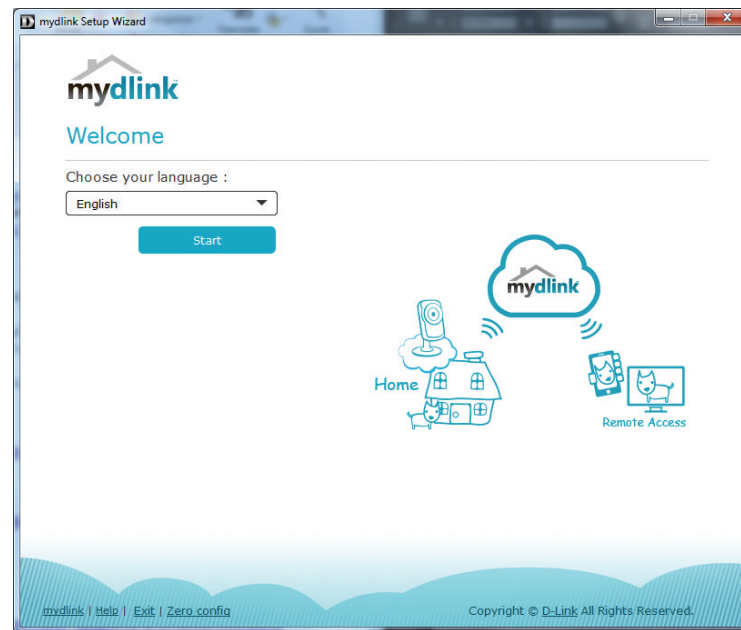 mydlink Setup Wizard
mydlink
Welcome
Choose your language :
English
Start
mydlink
Home
Remote Access
mydlink | Help | Exit | Zero config
Copyright © D-Link All Rights Reserved.